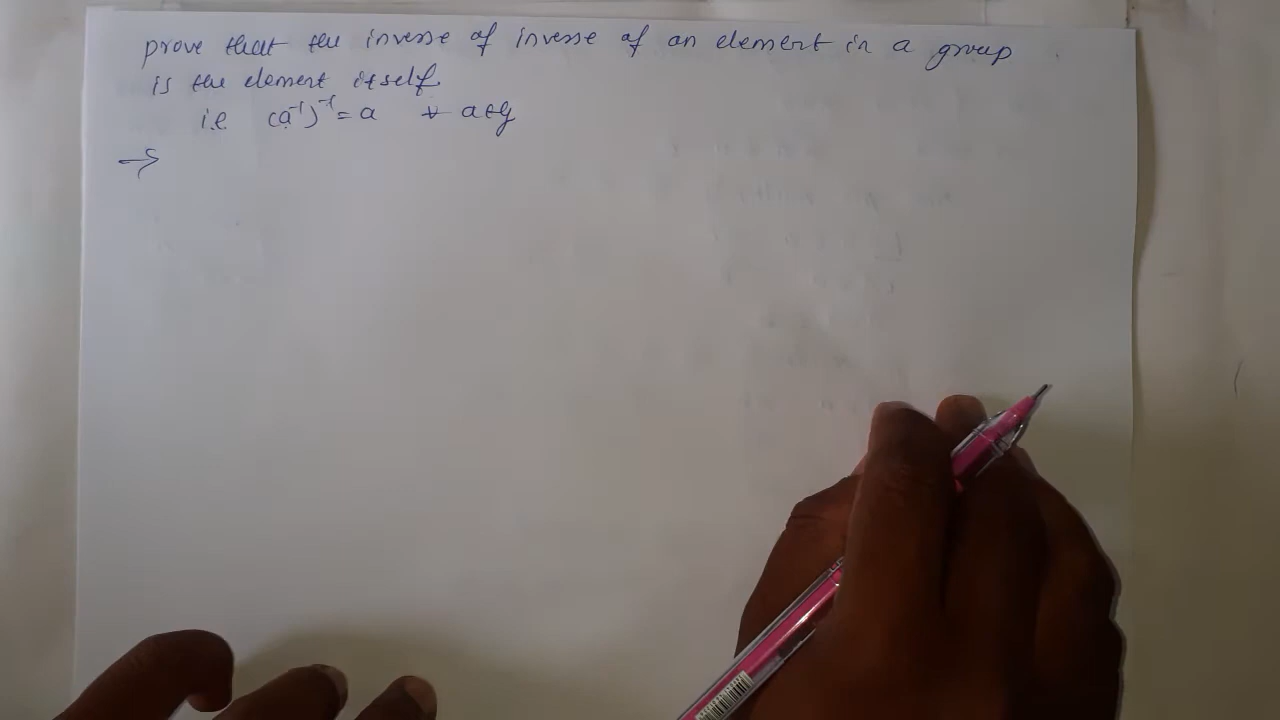 prove that the inverse of inverse of an element in a group
is the element itself
i.e (a⁻¹)⁻¹ = a ∀ a∈G
→